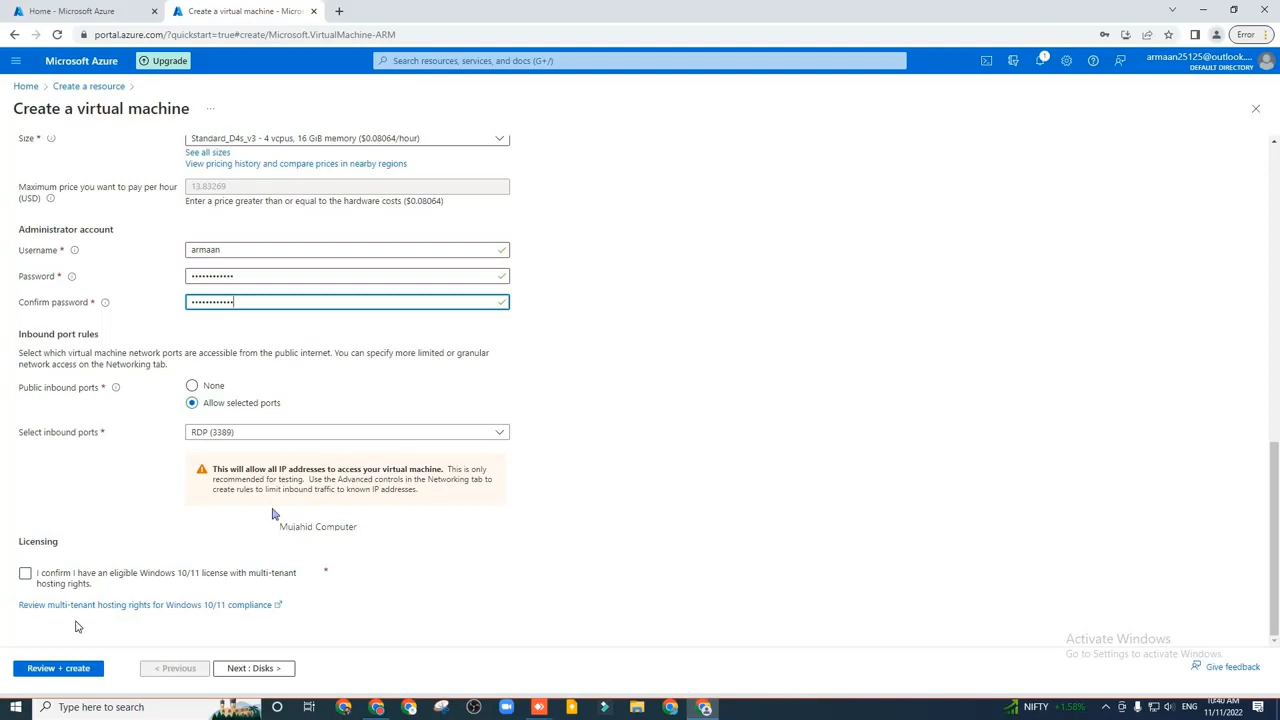 Home - Microsoft Azure
Create a virtual machine - Micros
portal.azure.com/?quickstart=true#create/Microsoft.VirtualMachine-ARM
Error
Microsoft Azure
Upgrade
Search resources, services, and docs (G+/)
1
armaan25125@outlook....
DEFAULT DIRECTORY
Home > Create a resource >
Create a virtual machine ...
Size *
Standard_D4s_v3 - 4 vcpus, 16 GiB memory ($0.08064/hour)
See all sizes
View pricing history and compare prices in nearby regions
Maximum price you want to pay per hour
(USD)
13.83269
Enter a price greater than or equal to the hardware costs ($0.08064)
Administrator account
Username *
armaan
Password *
••••••••••••
Confirm password *
••••••••••••
Inbound port rules
Select which virtual machine network ports are accessible from the public internet. You can specify more limited or granular
network access on the Networking tab.
Public inbound ports *
None
Allow selected ports
Select inbound ports *
RDP (3389)
This will allow all IP addresses to access your virtual machine. This is only
recommended for testing. Use the Advanced controls in the Networking tab to
create rules to limit inbound traffic to known IP addresses.
Mujahid Computer
Licensing
I confirm I have an eligible Windows 10/11 license with multi-tenant
hosting rights. *
Review multi-tenant hosting rights for Windows 10/11 compliance
Activate Windows
Go to Settings to activate Windows.
Review + create
< Previous
Next : Disks >
Give feedback
Type here to search
NIFTY +1.58%
ENG
10:40 AM
11/11/2022